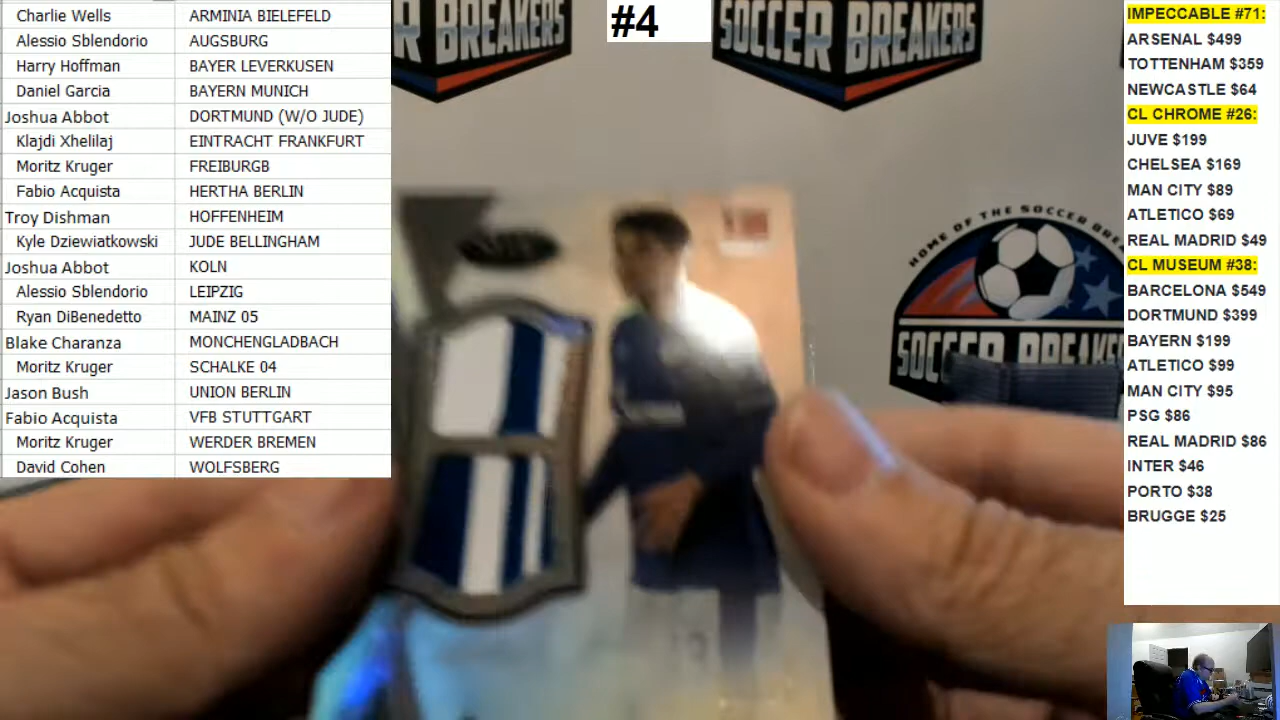 Charlie Wells ARMINIA BIELEFELD
Alessio Sblendorio AUGSBURG
Harry Hoffman BAYER LEVERKUSEN
Daniel Garcia BAYERN MUNICH
Joshua Abbot DORTMUND (W/O JUDE)
Klajdi Xhelilaj EINTRACHT FRANKFURT
Moritz Kruger FREIBURGB
Fabio Acquista HERTHA BERLIN
Troy Dishman HOFFENHEIM
Kyle Dziewiatkowski JUDE BELLINGHAM
Joshua Abbot KOLN
Alessio Sblendorio LEIPZIG
Ryan DiBenedetto MAINZ 05
Blake Charanza MONCHENGLADBACH
Moritz Kruger SCHALKE 04
Jason Bush UNION BERLIN
Fabio Acquista VFB STUTTGART
Moritz Kruger WERDER BREMEN
David Cohen WOLFSBERG
R BREAKERS
#4
SOCCER BREAKERS
HOME OF THE SOCCER BRE
SOCCER BREAKER
IMPECCABLE #71:
ARSENAL $499
TOTTENHAM $359
NEWCASTLE $64
CL CHROME #26:
JUVE $199
CHELSEA $169
MAN CITY $89
ATLETICO $69
REAL MADRID $49
CL MUSEUM #38:
BARCELONA $549
DORTMUND $399
BAYERN $199
ATLETICO $99
MAN CITY $95
PSG $86
REAL MADRID $86
INTER $46
PORTO $38
BRUGGE $25